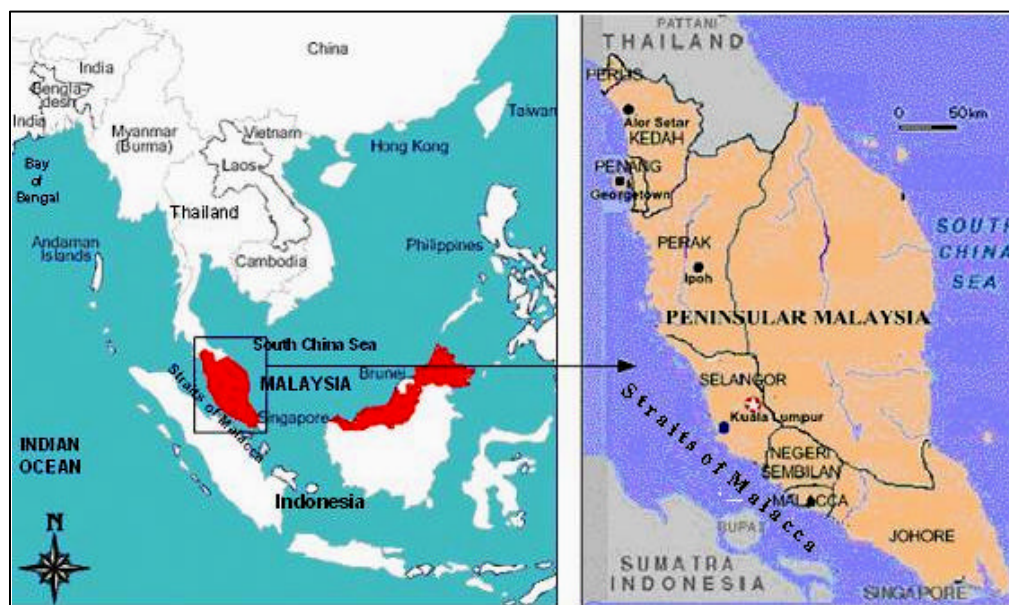 China
India
Bengla-
desh
India
Myanmar
(Burma)
Bay
of
Bengal
Laos
Vietnam
Hong Kong
Taiwan
Thailand
Andaman
Islands
Cambodia
Philippines
South China Sea
MALAYSIA
Brunei
Straits of Malacca
Singapore
INDIAN
OCEAN
Indonesia
N
PATTANI
THAILAND
PERLIS
0 50km
Alor Setar
KEDAH
PENANG
Georgetown
PERAK
Ipoh
SOUTH
CHINA
SEA
PENINSULAR MALAYSIA
SELANGOR
Kuala Lumpur
Straits of Malacca
NEGERI
SEMBILAN
MALACCA
RUPAT
JOHORE
SUMATRA
INDONESIA
SINGAPORE